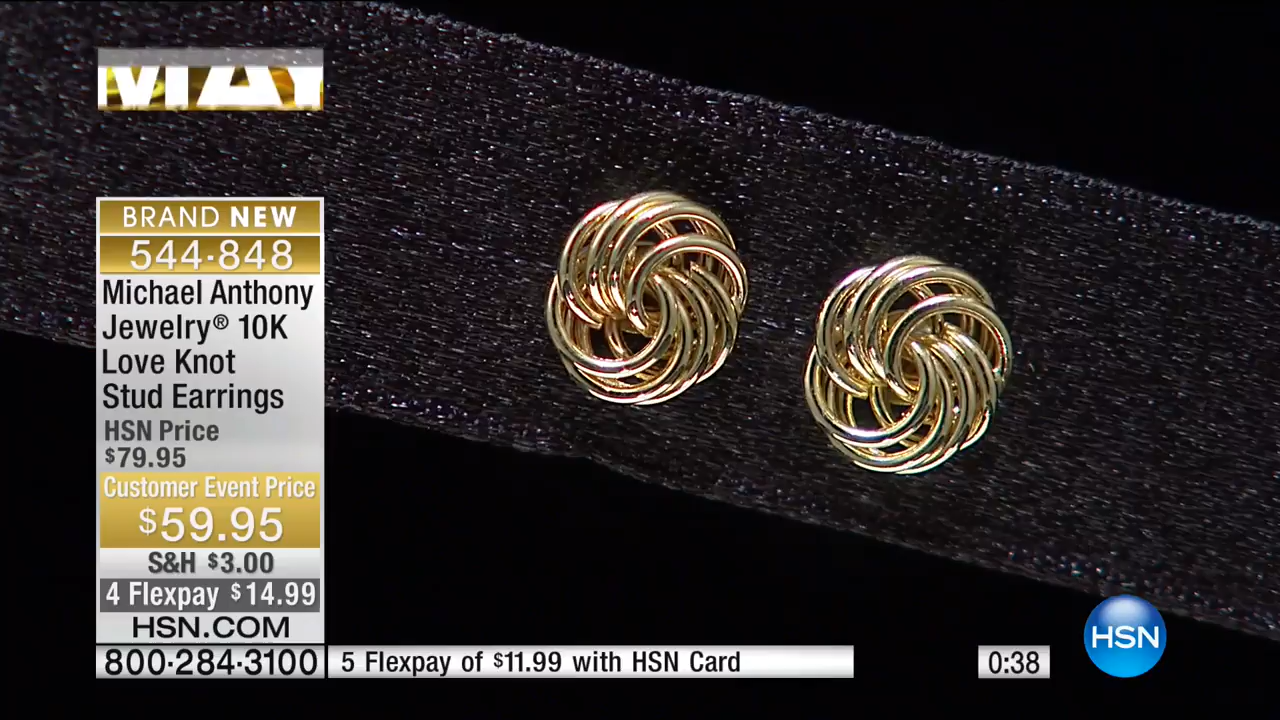 MAY
BRAND NEW
544·848
Michael Anthony
Jewelry® 10K
Love Knot
Stud Earrings
HSN Price
$79.95
Customer Event Price
$59.95
S&H $3.00
4 Flexpay $14.99
HSN.COM
800·284·3100
5 Flexpay of $11.99 with HSN Card
0:38
HSN